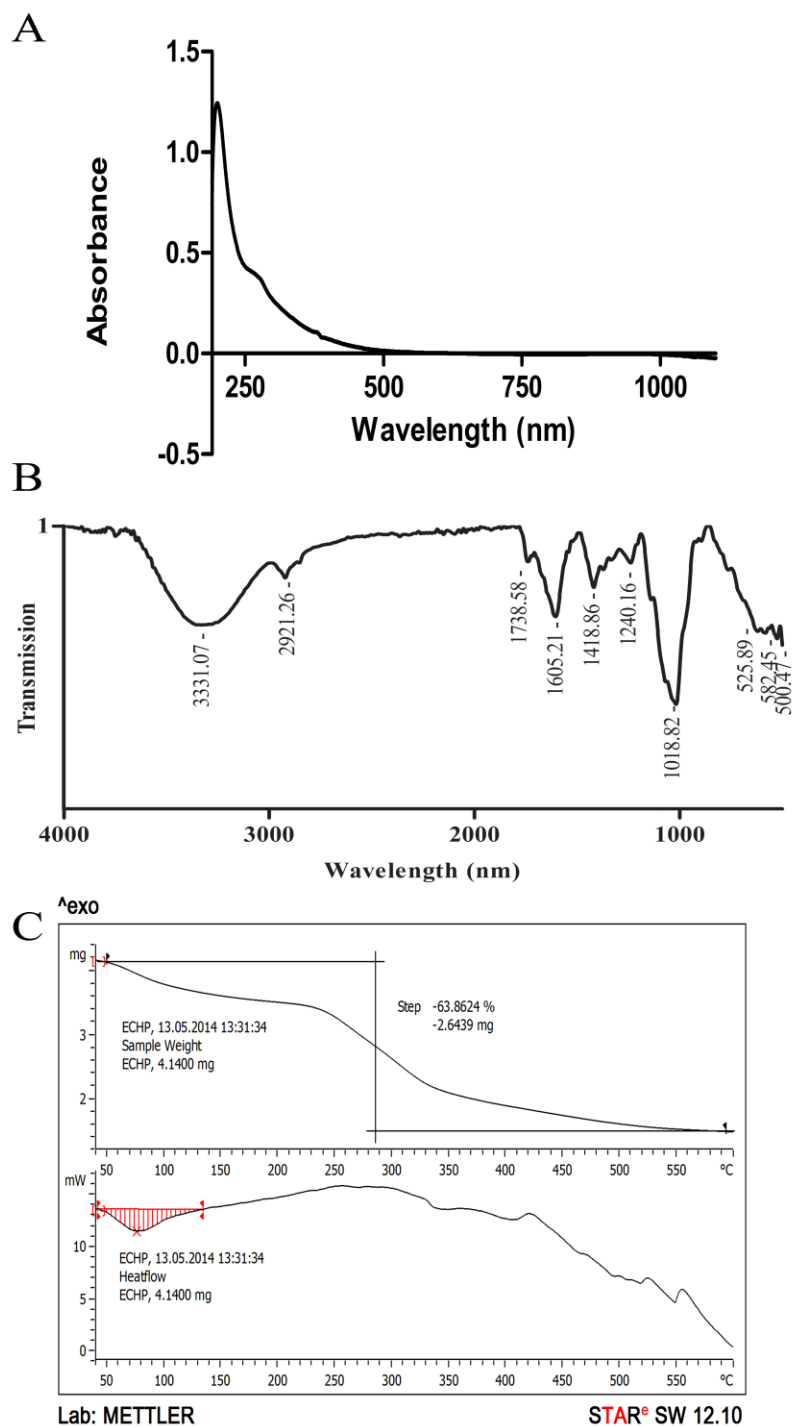 A
1.5
1.0
0.5
0.0
-0.5
Absorbance
250 500 750 1000
Wavelength (nm)
B
1
Transmission
3331.07 -
2921.26 -
1738.58 -
1605.21 -
1418.86 -
1240.16 -
1018.82 -
525.89 -
582.45 -
500.47 -
4000 3000 2000 1000
Wavelength (nm)
C
^exo
mg
3
2
Step -63.8624 %
-2.6439 mg
ECHP, 13.05.2014 13:31:34
Sample Weight
ECHP, 4.1400 mg
50 100 150 200 250 300 350 400 450 500 550 °C
mW
10
5
0
ECHP, 13.05.2014 13:31:34
Heatflow
ECHP, 4.1400 mg
50 100 150 200 250 300 350 400 450 500 550 °C
Lab: METTLER
STARe SW 12.10